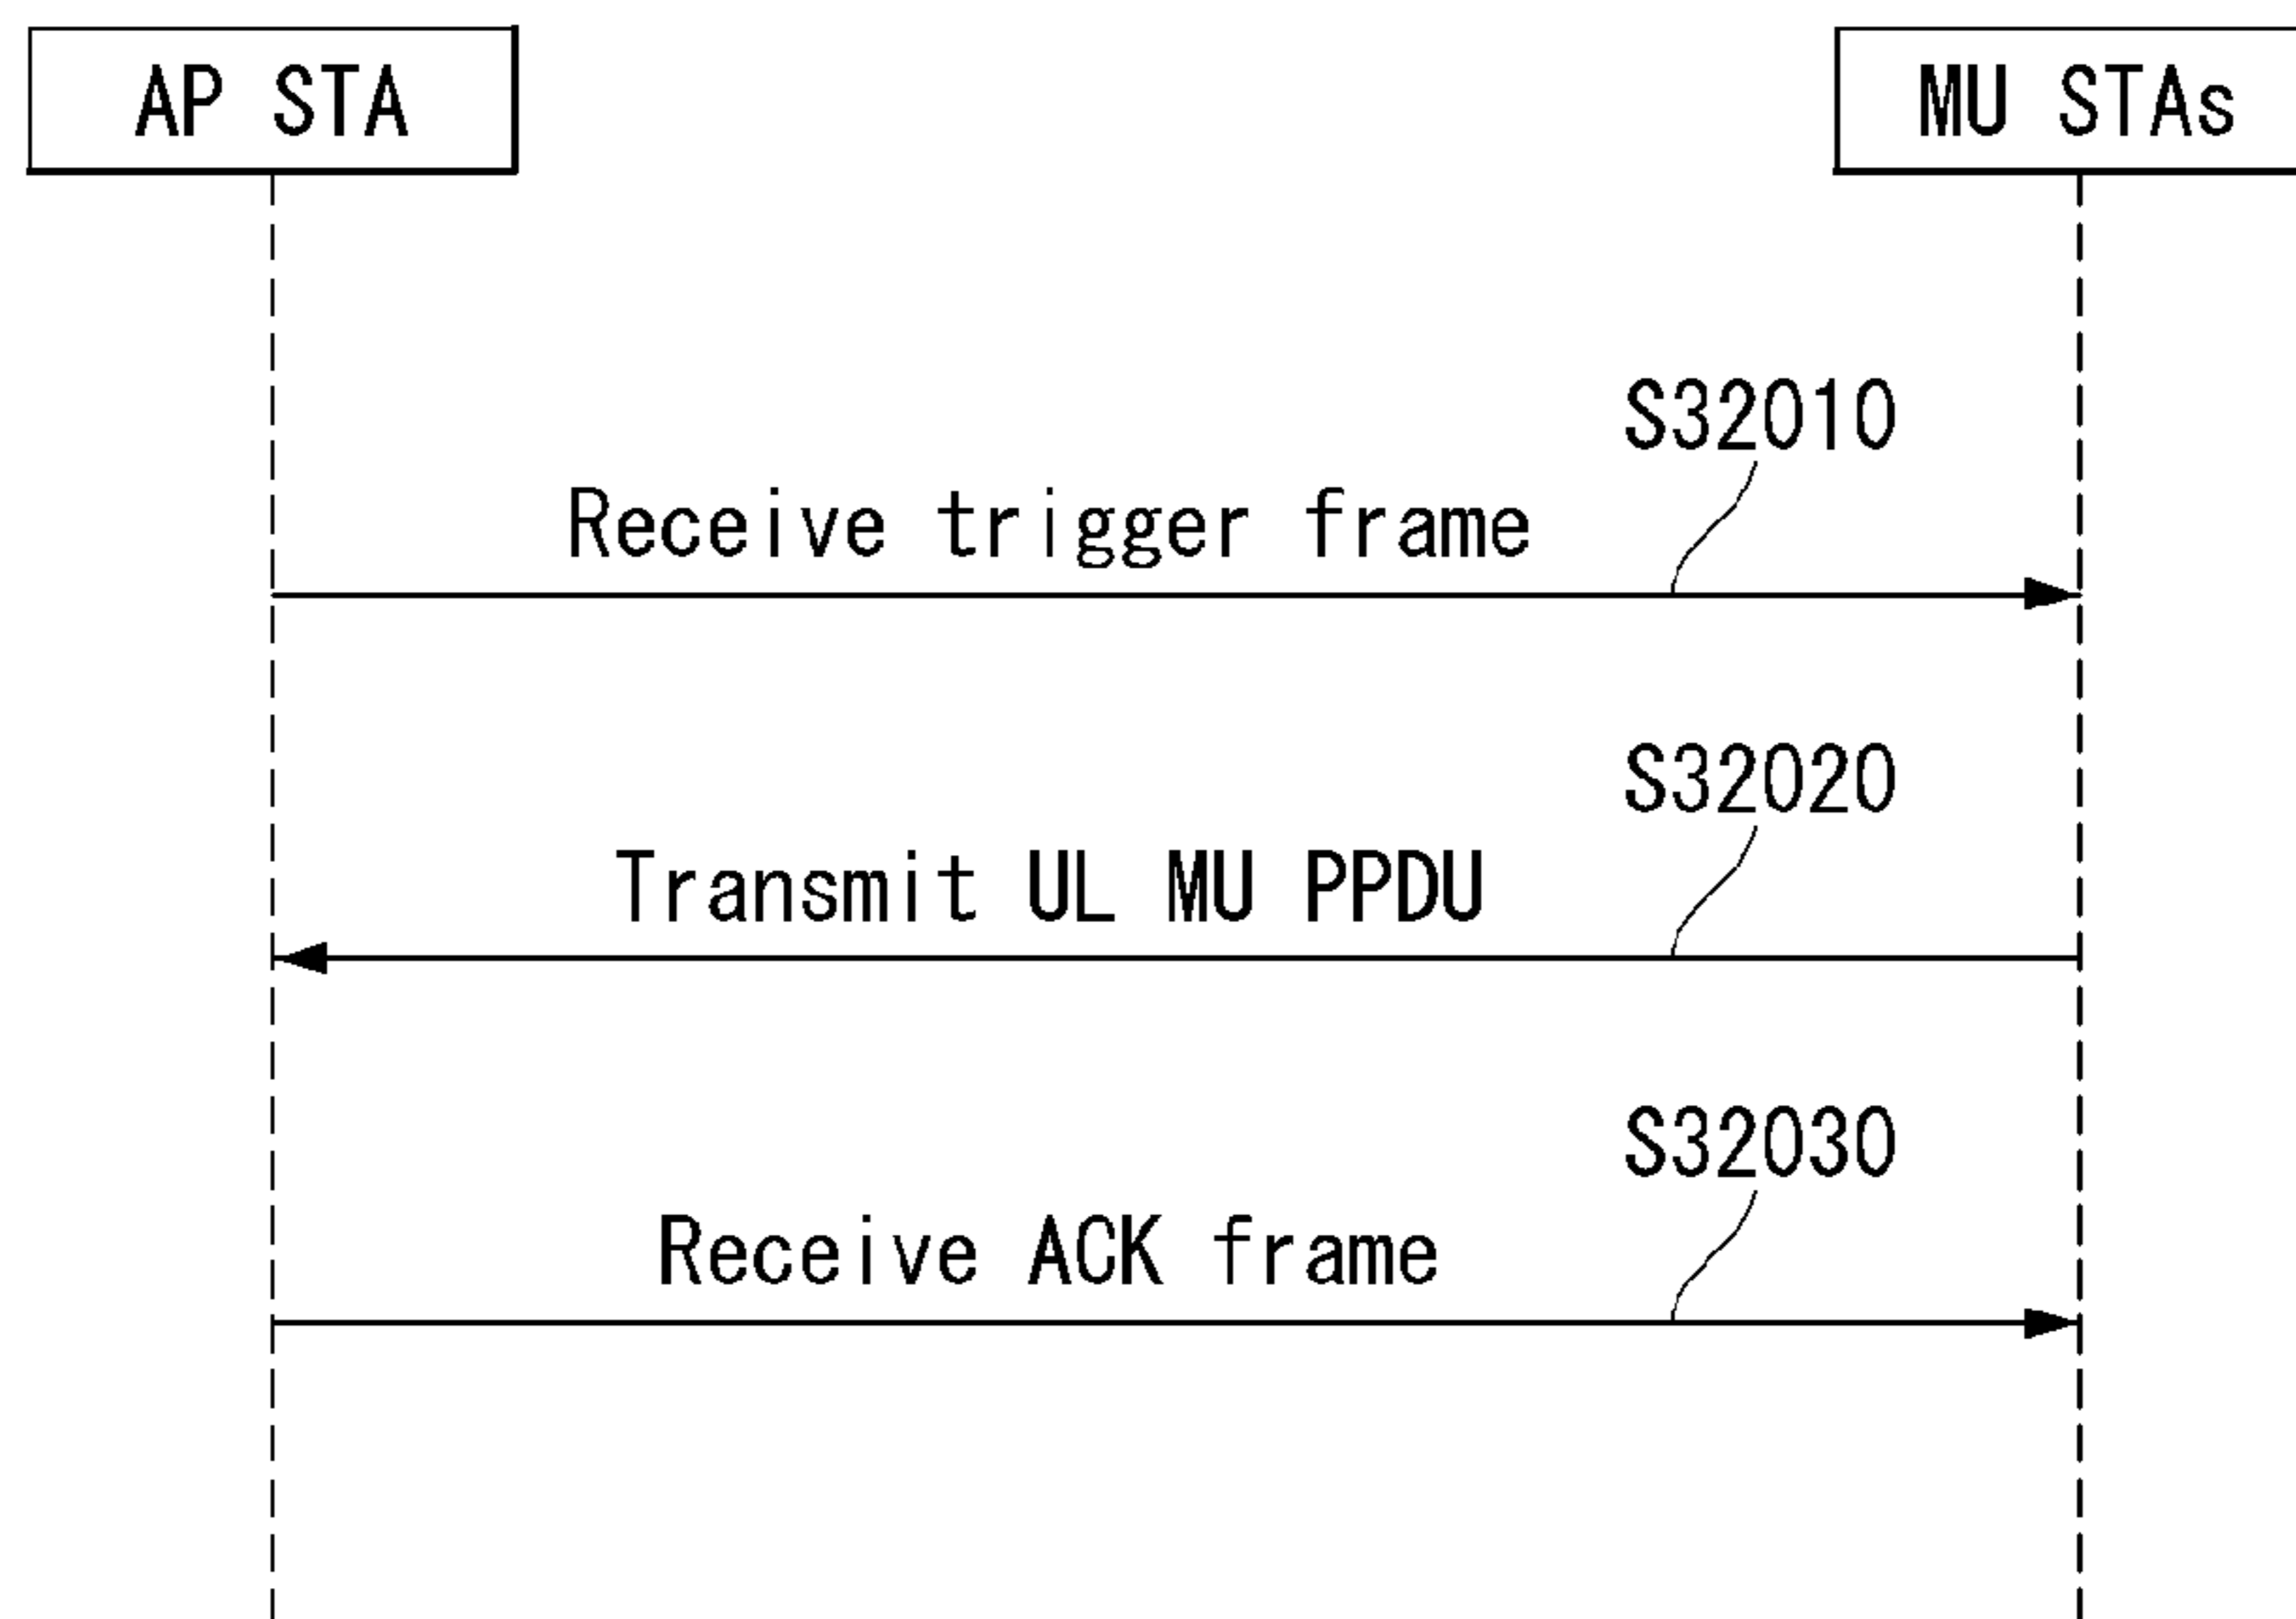 AP STA
MU STAs
S32010
Receive trigger frame
S32020
Transmit UL MU PPDU
S32030
Receive ACK frame